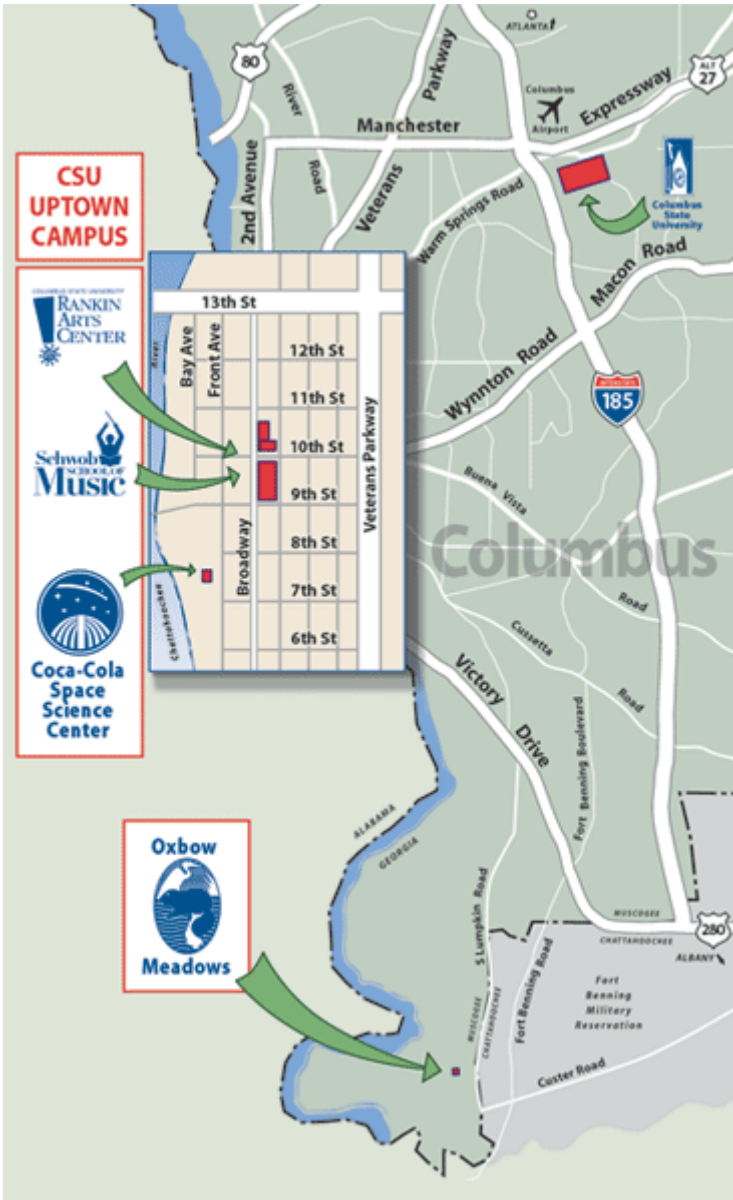 ATLANTA
80
ALT
27
River
Road
Parkway
Veterans
Columbus
Airport
Expressway
Manchester
2nd Avenue
Warm Springs Road
Columbus
State
University
Macon Road
Wynnton Road
INTERSTATE
185
CSU
UPTOWN
CAMPUS
COLUMBUS STATE UNIVERSITY
RANKIN
ARTS
CENTER
Schwob
SCHOOL OF
MUSIC
Coca-Cola
Space
Science
Center
13th St
River
Bay Ave
Front Ave
12th St
11th St
10th St
9th St
8th St
7th St
6th St
Broadway
Veterans Parkway
Chattahoochee
Buena Vista
Road
Columbus
Cussetta
Road
Victory
Drive
Fort Benning Boulevard
ALABAMA
GEORGIA
Oxbow
Meadows
S Lumpkin Road
MUSCOGEE
CHATTAHOOCHEE
280
ALBANY
Fort Benning Road
MUSCOGEE
CHATTAHOOCHEE
Fort
Benning
Military
Reservation
Custer Road